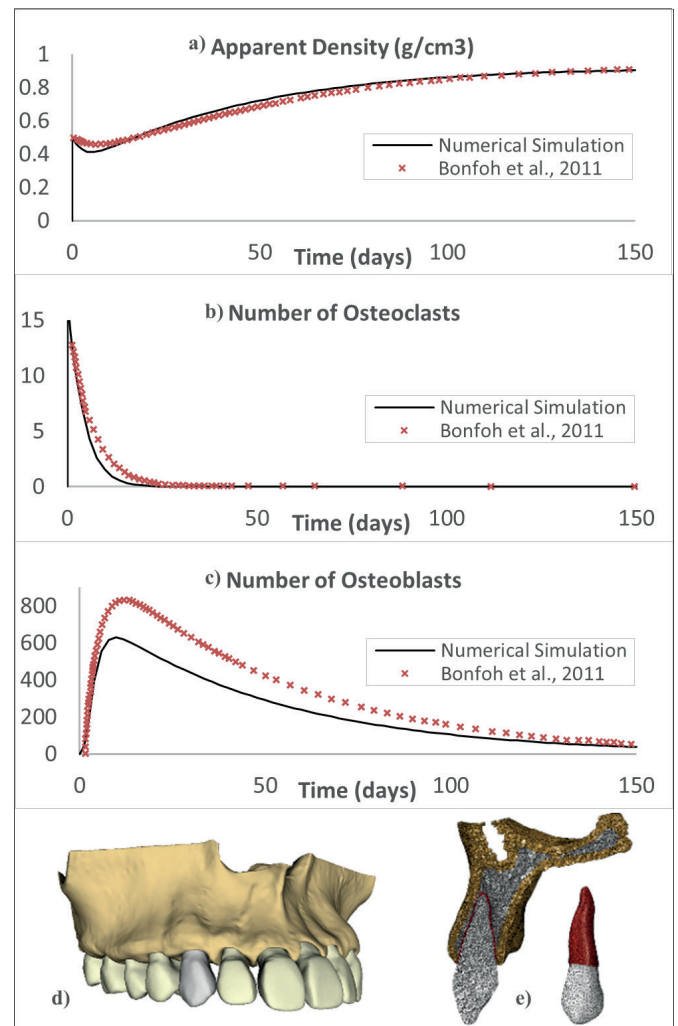 a) Apparent Density (g/cm3)
1
0.8
0.6
0.4
0.2
0
Numerical Simulation
Bonfoh et al., 2011
0
50
100
150
Time (days)
b) Number of Osteoclasts
15
10
5
0
Numerical Simulation
Bonfoh et al., 2011
0
50
100
150
Time (days)
c) Number of Osteoblasts
800
600
400
200
0
Numerical Simulation
Bonfoh et al., 2011
0
50
100
150
Time (days)
d)
e)